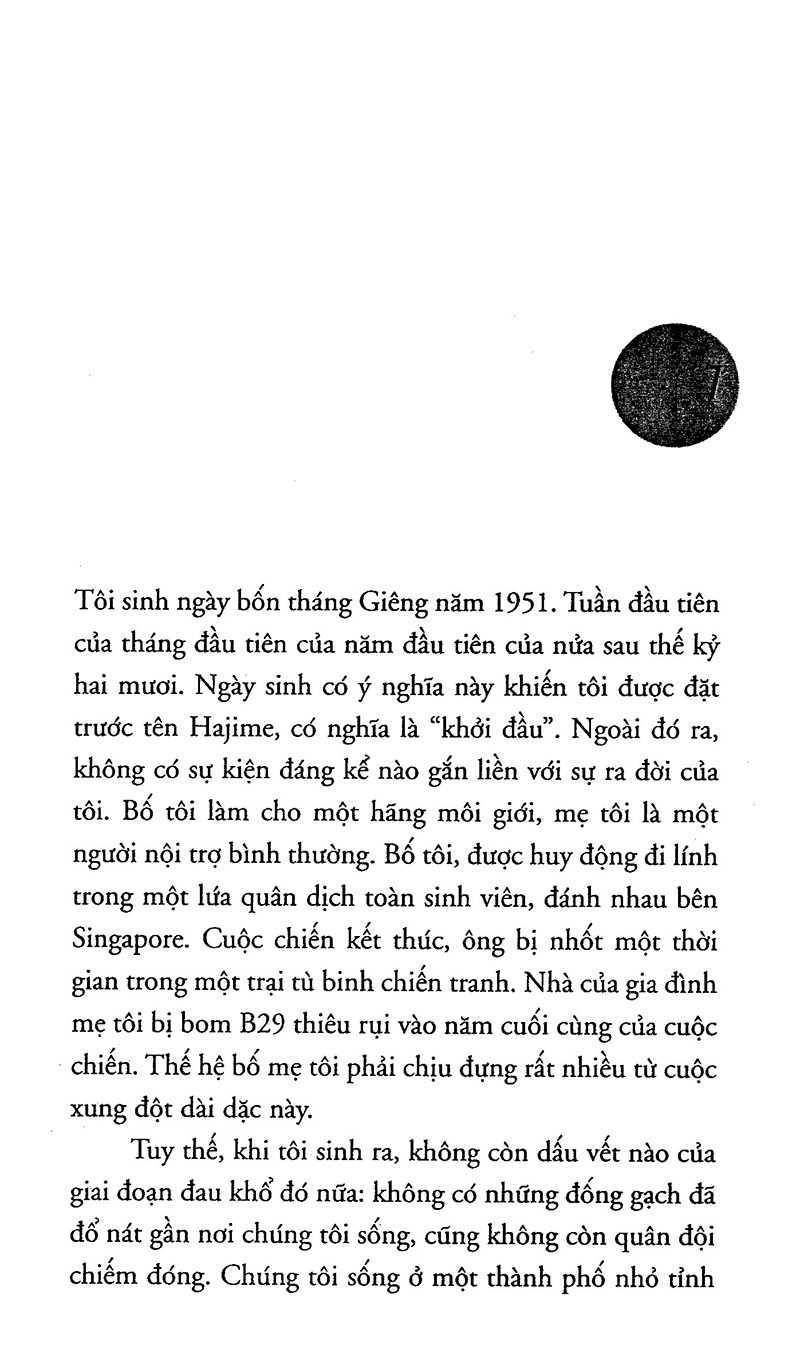 1
Tôi sinh ngày bốn tháng Giêng năm 1951. Tuần đầu tiên
của tháng đầu tiên của năm đầu tiên của nửa sau thế kỷ
hai mươi. Ngày sinh có ý nghĩa này khiến tôi được đặt
trước tên Hajime, có nghĩa là “khởi đầu”. Ngoài đó ra,
không có sự kiện đáng kể nào gắn liền với sự ra đời của
tôi. Bố tôi làm cho một hãng môi giới, mẹ tôi là một
người nội trợ bình thường. Bố tôi, được huy động đi lính
trong một lứa quân dịch toàn sinh viên, đánh nhau bên
Singapore. Cuộc chiến kết thúc, ông bị nhốt một thời
gian trong một trại tù binh chiến tranh. Nhà của gia đình
mẹ tôi bị bom B29 thiêu rụi vào năm cuối cùng của cuộc
chiến. Thế hệ bố mẹ tôi phải chịu đựng rất nhiều từ cuộc
xung đột dài dặc này.
Tuy thế, khi tôi sinh ra, không còn dấu vết nào của
giai đoạn đau khổ đó nữa: không có những đống gạch đã
đổ nát gần nơi chúng tôi sống, cũng không còn quân đội
chiếm đóng. Chúng tôi sống ở một thành phố nhỏ tỉnh